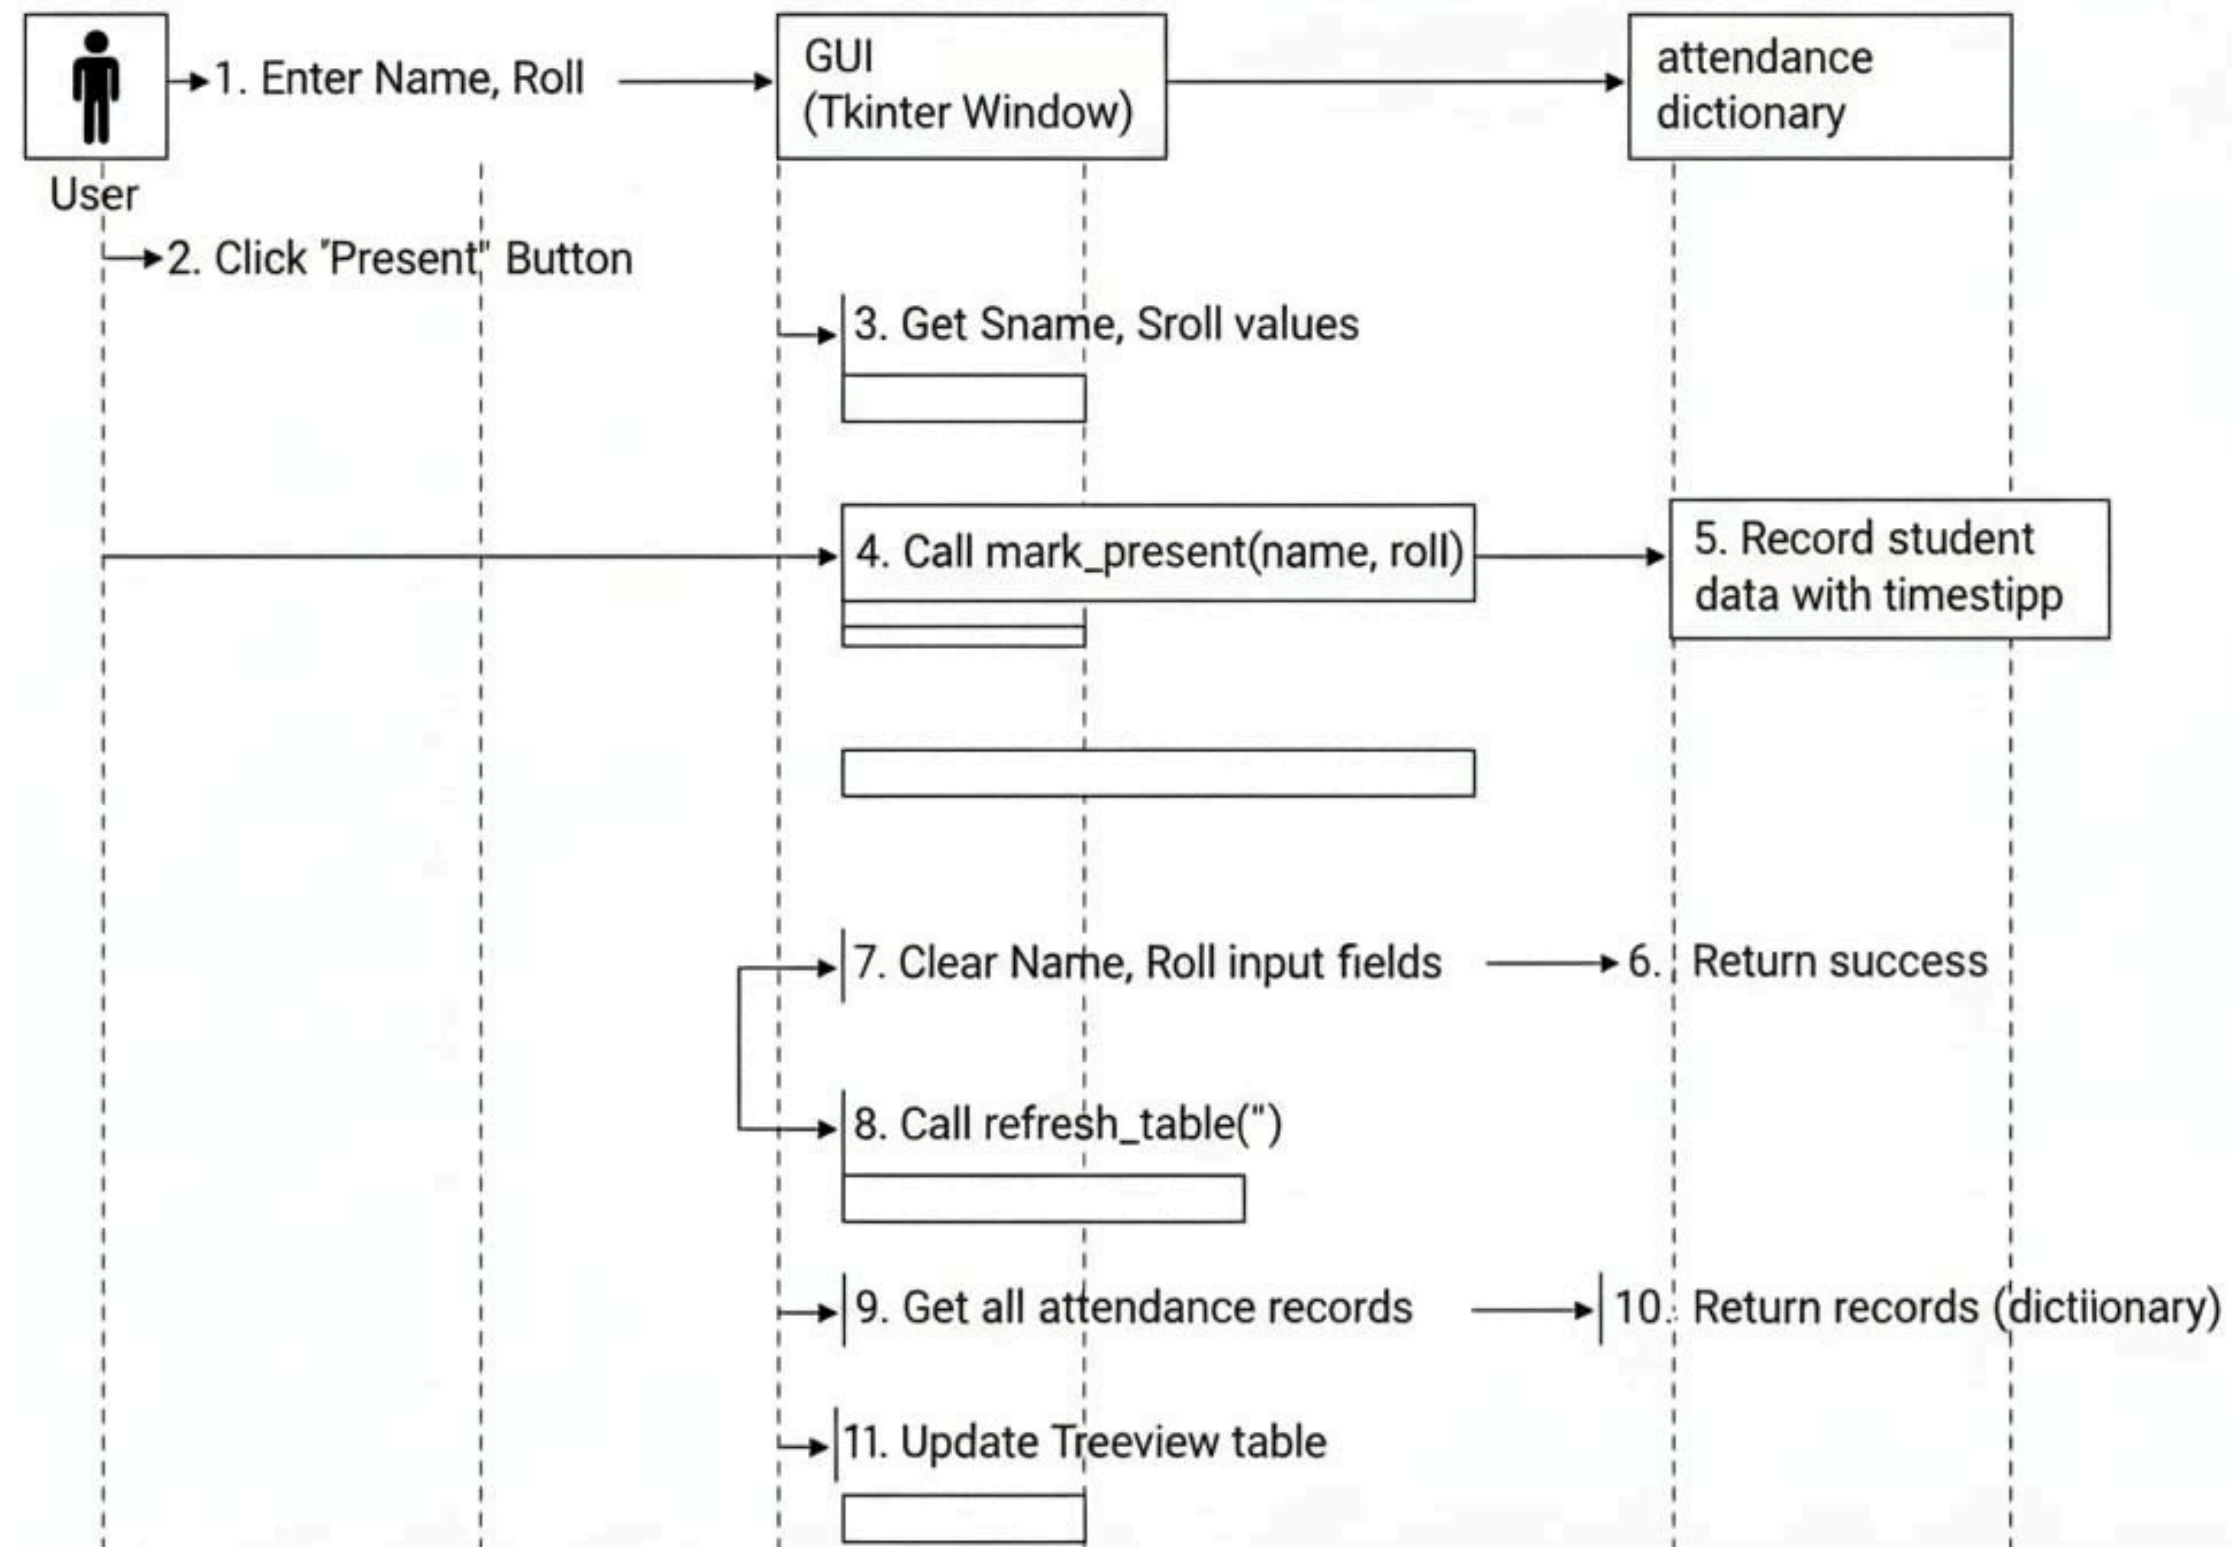 1. Enter Name, Roll
GUI
(Tkinter Window)
attendance
dictionary
User
2. Click "Present" Button
3. Get Sname, Sroll values
4. Call mark_present(name, roll)
5. Record student
data with timestipp
7. Clear Name, Roll input fields
6. Return success
8. Call refresh_table(")
9. Get all attendance records
10. Return records (dictiionary)
11. Update Treeview table